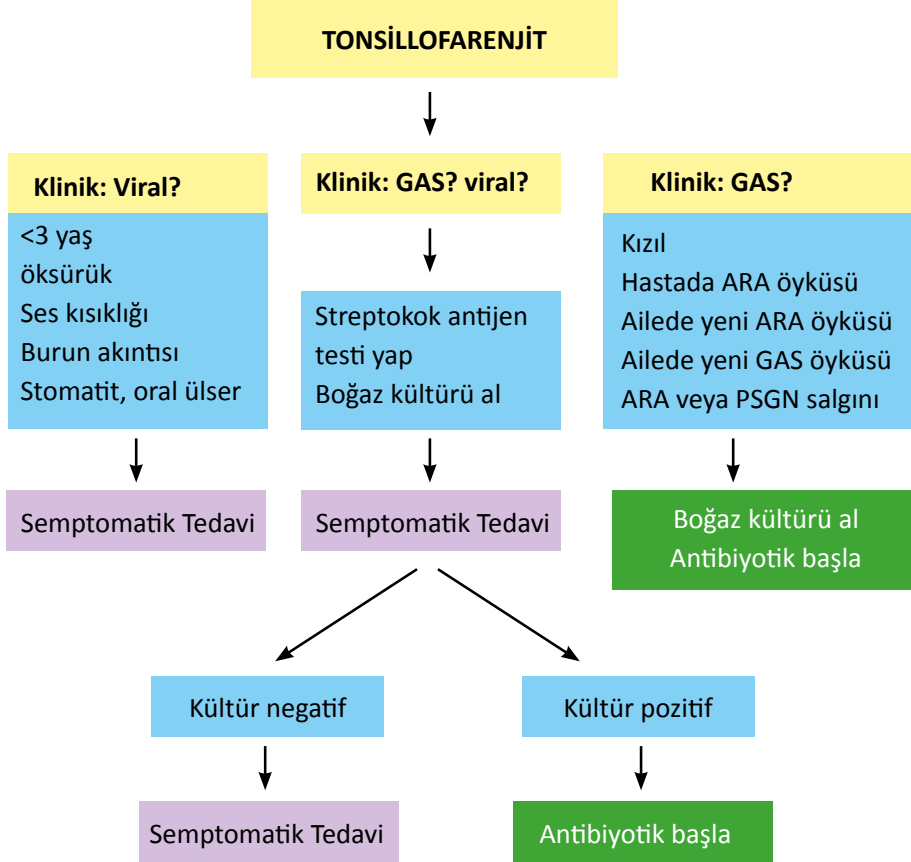 TONSİLLOFARENJİT
Klinik: Viral?
<3 yaş
öksürük
Ses kısıklığı
Burun akıntısı
Stomatit, oral ülser
Semptomatik Tedavi
Klinik: GAS? viral?
Streptokok antijen
testi yap
Boğaz kültürü al
Semptomatik Tedavi
Klinik: GAS?
Kızıl
Hastada ARA öyküsü
Ailede yeni ARA öyküsü
Ailede yeni GAS öyküsü
ARA veya PSGN salgını
Boğaz kültürü al
Antibiyotik başla
Kültür negatif
Semptomatik Tedavi
Kültür pozitif
Antibiyotik başla